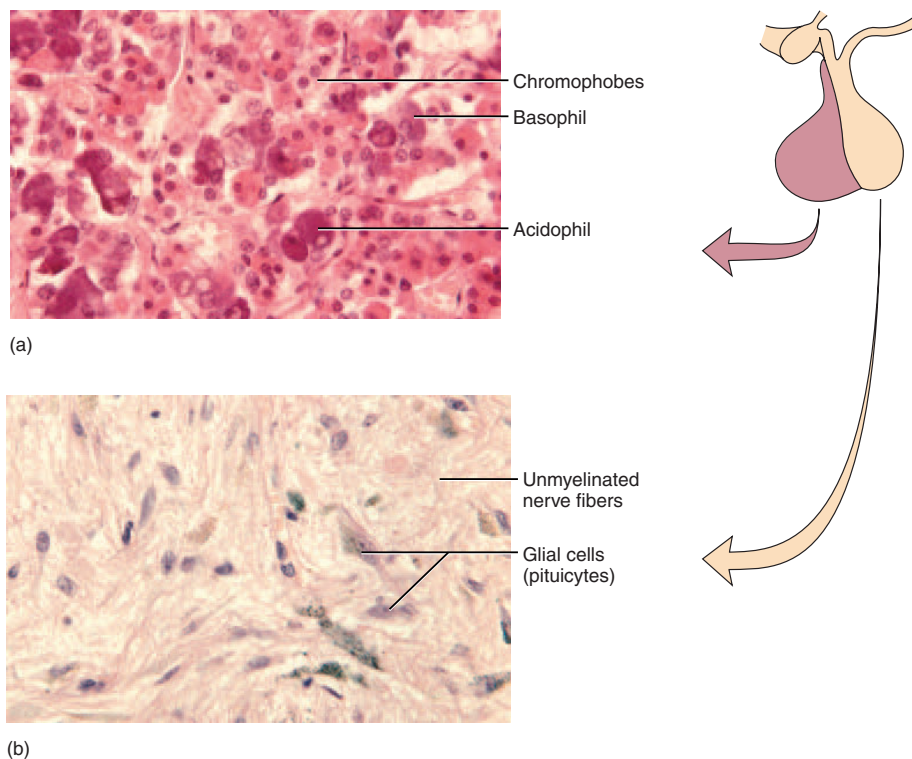 Chromophobes
Basophil
Acidophil
(a)
Unmyelinated
nerve fibers
Glial cells
(pituicytes)
(b)